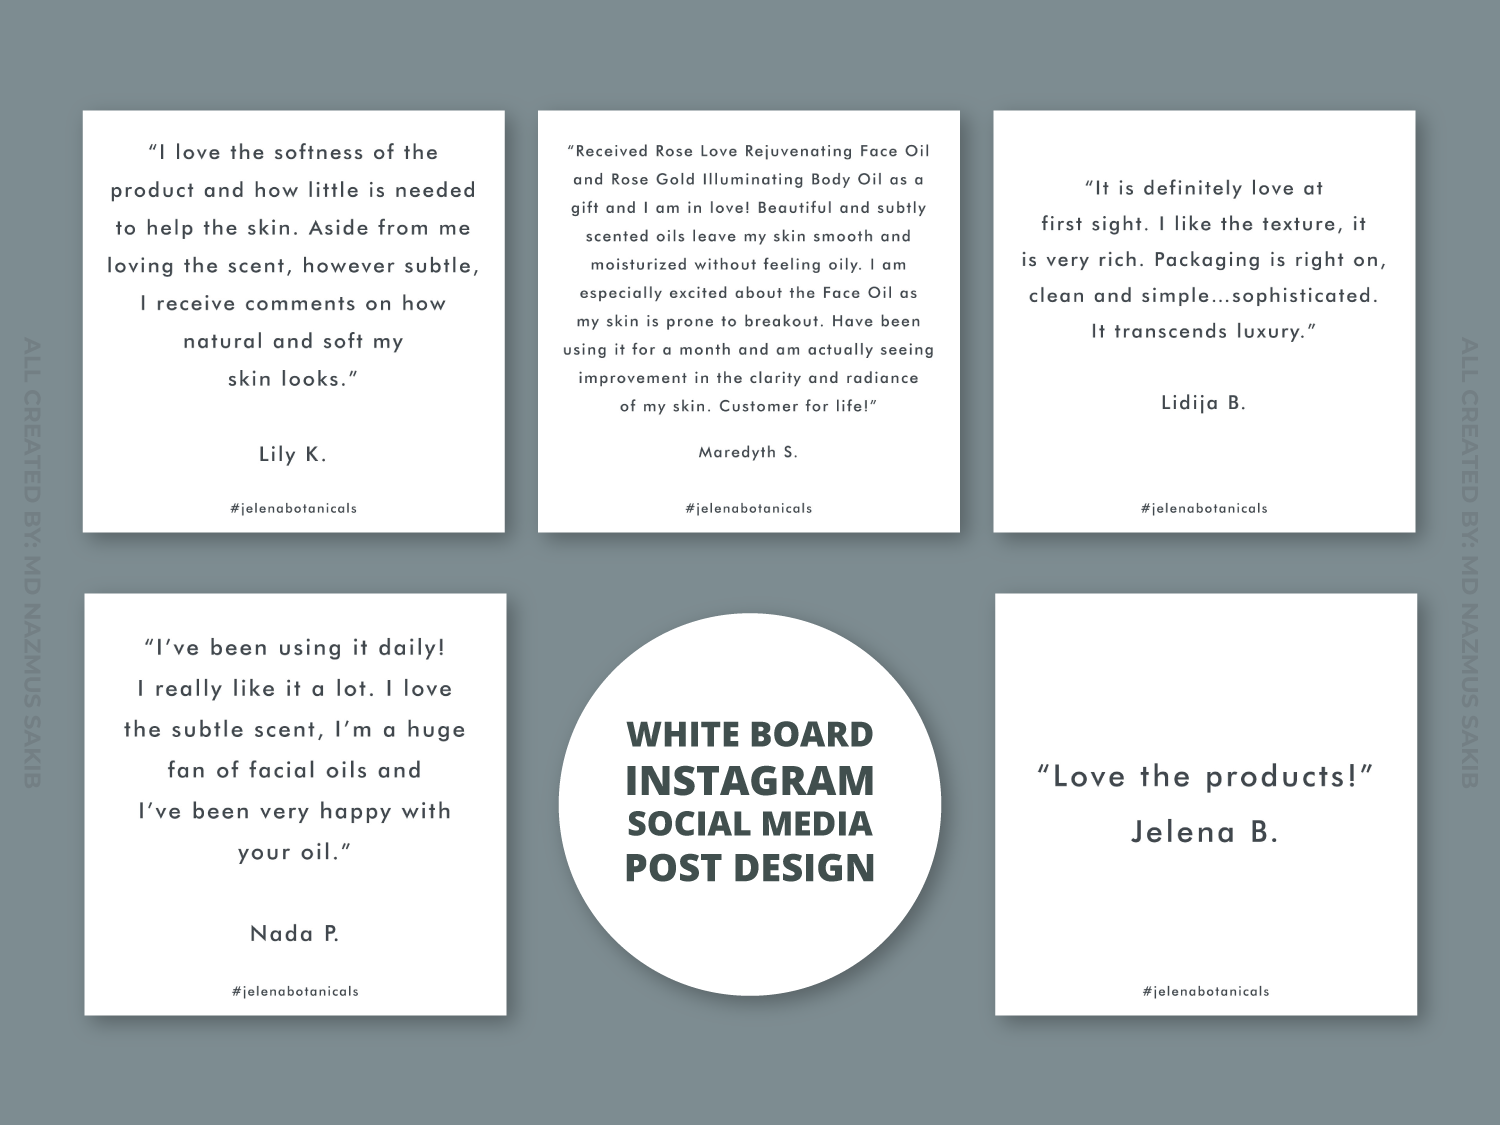 “I love the softness of the
product and how little is needed
to help the skin. Aside from me
loving the scent, however subtle,
I receive comments on how
natural and soft my
skin looks.”
Lily K.
#jelenabotanicals
“Received Rose Love Rejuvenating Face Oil
and Rose Gold Illuminating Body Oil as a
gift and I am in love! Beautiful and subtly
scented oils leave my skin smooth and
moisturized without feeling oily. I am
especially excited about the Face Oil as
my skin is prone to breakout. Have been
using it for a month and am actually seeing
improvement in the clarity and radiance
of my skin. Customer for life!”
Maredyth S.
#jelenabotanicals
“It is definitely love at
first sight. I like the texture, it
is very rich. Packaging is right on,
clean and simple...sophisticated.
It transcends luxury.”
Lidija B.
#jelenabotanicals
“I’ve been using it daily!
I really like it a lot. I love
the subtle scent, I’m a huge
fan of facial oils and
I’ve been very happy with
your oil.”
Nada P.
#jelenabotanicals
WHITE BOARD
INSTAGRAM
SOCIAL MEDIA
POST DESIGN
“Love the products!”
Jelena B.
#jelenabotanicals
ALL CREATED BY: MD NAZMUS SAKIB
ALL CREATED BY: MD NAZMUS SAKIB